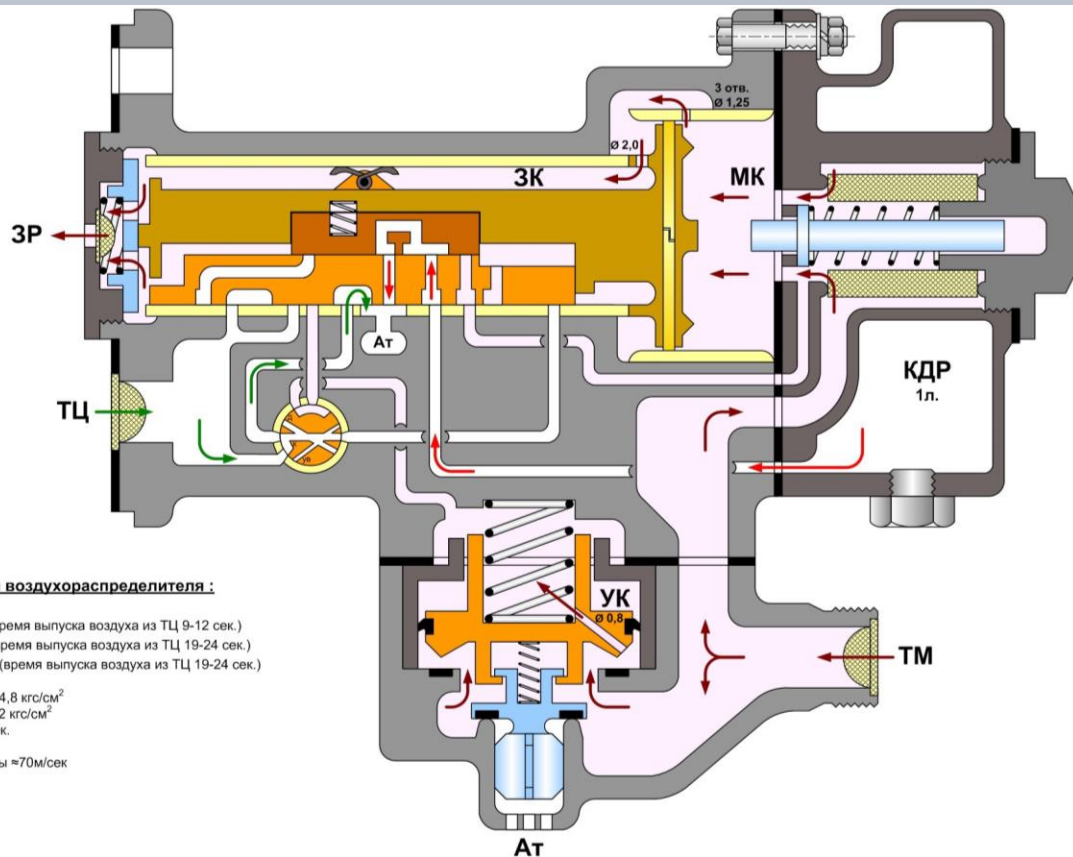 3 отв.
Ø 1,25
Ø 2,0
ЗК
МК
ЗР
Ат
КДР
1л.
ТЦ
УК
Ø 0,8
ТМ
воздухораспределителя :
время выпуска воздуха из ТЦ 9-12 сек.)
время выпуска воздуха из ТЦ 19-24 сек.)
(время выпуска воздуха из ТЦ 19-24 сек.)
4,8 кгс/см²
2 кгс/см²
≈70м/сек
Ат